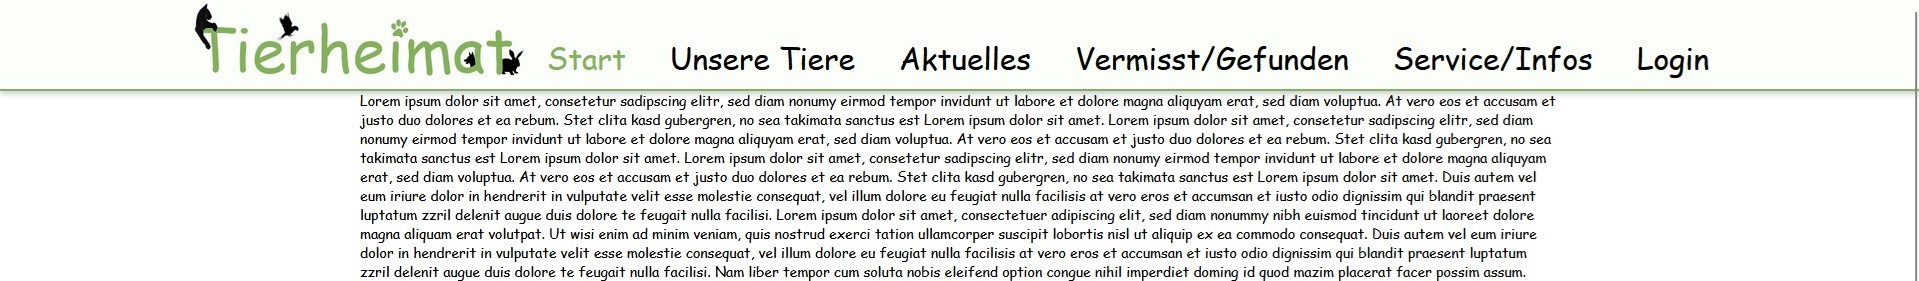 Tierheimat
Start Unsere Tiere Aktuelles Vermisst/Gefunden Service/Infos Login
Lorem ipsum dolor sit amet, consetetur sadipscing elitr, sed diam nonumy eirmod tempor invidunt ut labore et dolore magna aliquyam erat, sed diam voluptua. At vero eos et accusam et
justo duo dolores et ea rebum. Stet clita kasd gubergren, no sea takimata sanctus est Lorem ipsum dolor sit amet. Lorem ipsum dolor sit amet, consetetur sadipscing elitr, sed diam
nonumy eirmod tempor invidunt ut labore et dolore magna aliquyam erat, sed diam voluptua. At vero eos et accusam et justo duo dolores et ea rebum. Stet clita kasd gubergren, no sea
takimata sanctus est Lorem ipsum dolor sit amet. Lorem ipsum dolor sit amet, consetetur sadipscing elitr, sed diam nonumy eirmod tempor invidunt ut labore et dolore magna aliquyam
erat, sed diam voluptua. At vero eos et accusam et justo duo dolores et ea rebum. Stet clita kasd gubergren, no sea takimata sanctus est Lorem ipsum dolor sit amet. Duis autem vel
eum iriure dolor in hendrerit in vulputate velit esse molestie consequat, vel illum dolore eu feugiat nulla facilisis at vero eros et accumsan et iusto odio dignissim qui blandit praesent
luptatum zzril delenit augue duis dolore te feugait nulla facilisi. Lorem ipsum dolor sit amet, consectetuer adipiscing elit, sed diam nonummy nibh euismod tincidunt ut laoreet dolore
magna aliquam erat volutpat. Ut wisi enim ad minim veniam, quis nostrud exerci tation ullamcorper suscipit lobortis nisl ut aliquip ex ea commodo consequat. Duis autem vel eum iriure
dolor in hendrerit in vulputate velit esse molestie consequat, vel illum dolore eu feugiat nulla facilisis at vero eros et accumsan et iusto odio dignissim qui blandit praesent luptatum
zzril delenit augue duis dolore te feugait nulla facilisi. Nam liber tempor cum soluta nobis eleifend option congue nihil imperdiet doming id quod mazim placerat facer possim assum.